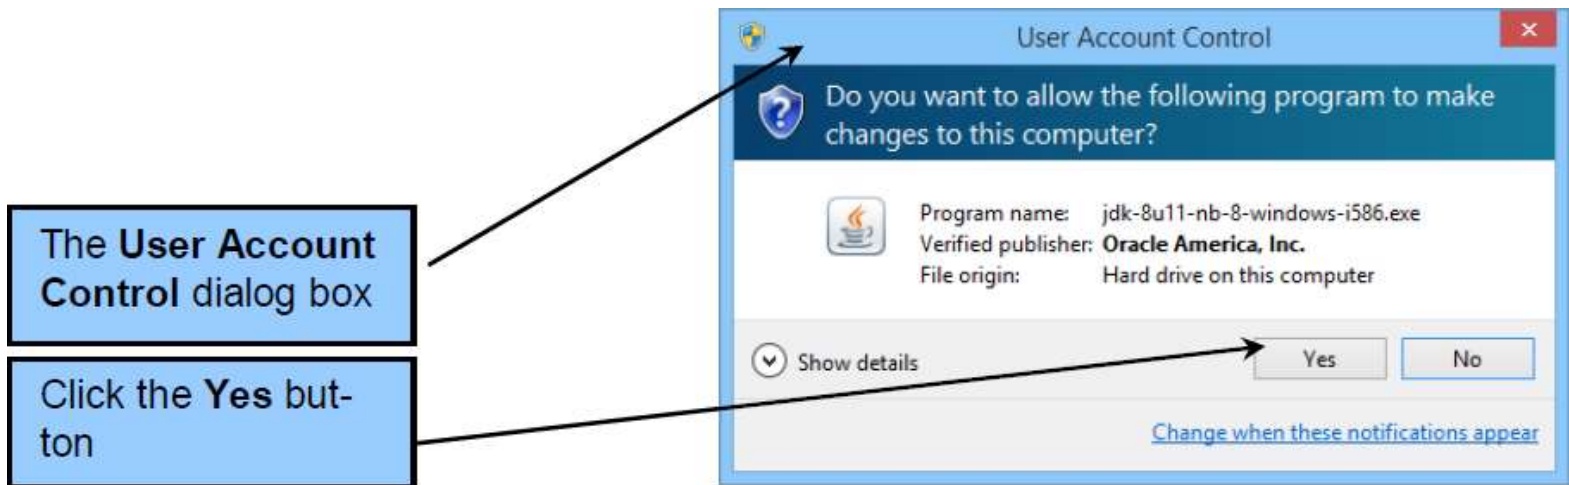 User Account Control
Do you want to allow the following program to make
changes to this computer?
Program name: jdk-8u11-nb-8-windows-i586.exe
Verified publisher: Oracle America, Inc.
File origin: Hard drive on this computer
Show details
Yes
No
Change when these notifications appear
The User Account
Control dialog box
Click the Yes but-
ton